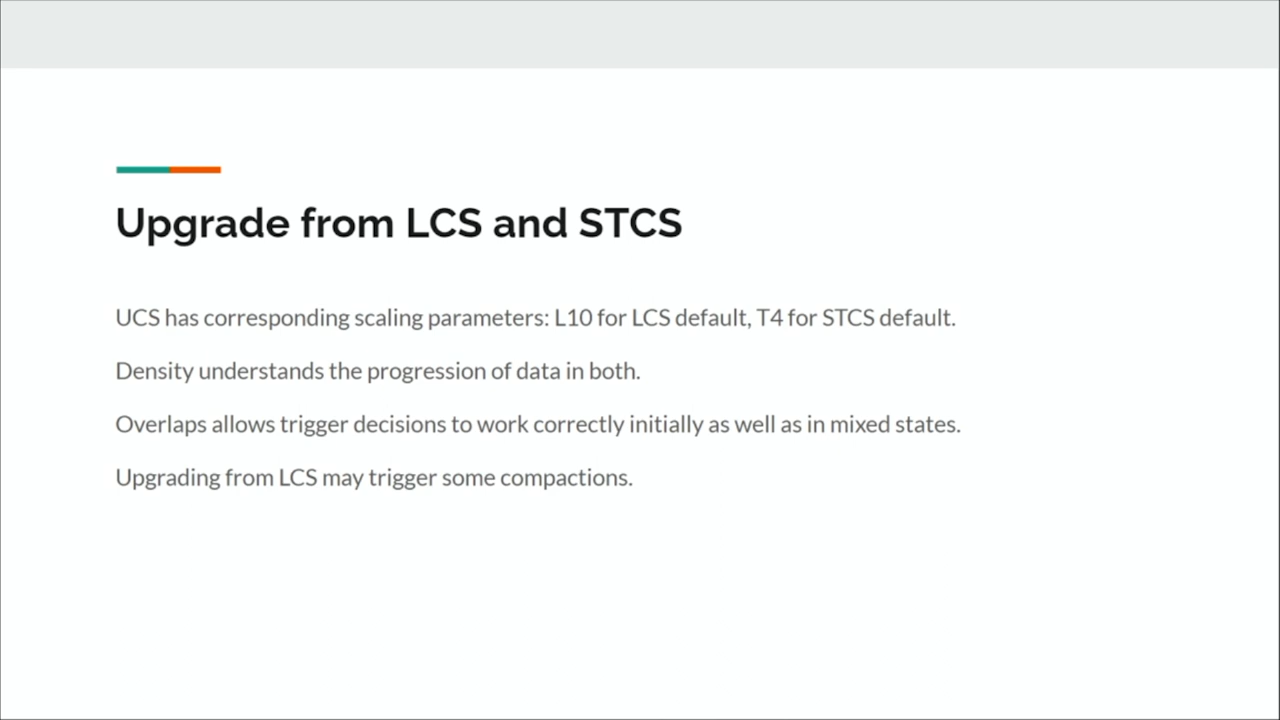 Upgrade from LCS and STCS
UCS has corresponding scaling parameters: L10 for LCS default, T4 for STCS default.
Density understands the progression of data in both.
Overlaps allows trigger decisions to work correctly initially as well as in mixed states.
Upgrading from LCS may trigger some compactions.